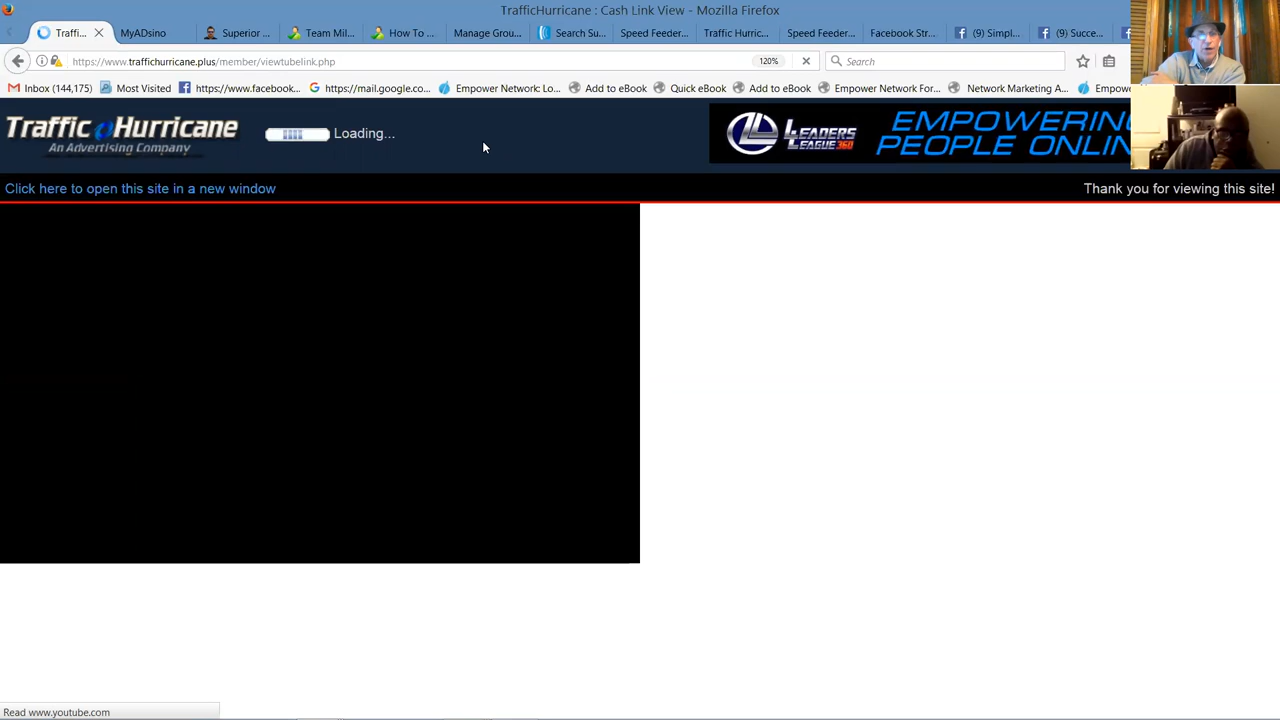 TrafficHurricane : Cash Link View - Mozilla Firefox
Traffi...
MyADsino
Superior ...
Team Mil...
How To ...
Manage Grou...
Search Su...
Speed Feeder...
Traffic Hurric...
Speed Feeder...
Facebook Str...
(9) Simpl...
(9) Succe...
https://www.traffichurricane.plus/member/viewtubelink.php
120%
Search
Inbox (144,175)
Most Visited
https://www.facebook...
https://mail.google.co...
Empower Network: Lo...
Add to eBook
Quick eBook
Add to eBook
Empower Network For...
Network Marketing A...
Empowe
Traffic Hurricane
An Advertising Company
Loading...
LEADERS
LEAGUE 360
EMPOWERIN
PEOPLE ONLIN
Click here to open this site in a new window
Thank you for viewing this site!
Read www.youtube.com